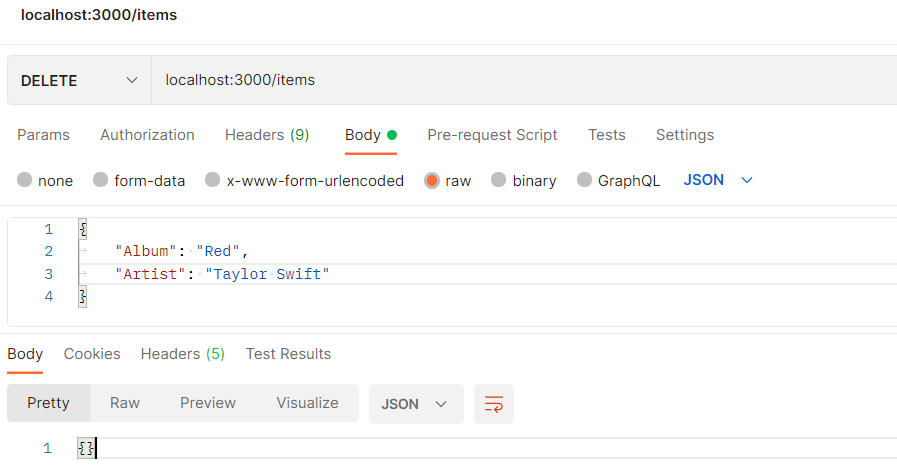 localhost:3000/items
DELETE localhost:3000/items
Params Authorization Headers (9) Body Pre-request Script Tests Settings
none form-data x-www-form-urlencoded raw binary GraphQL JSON
1 {
2 "Album": "Red",
3 "Artist": "Taylor Swift"
4 }
Body Cookies Headers (5) Test Results
Pretty Raw Preview Visualize JSON
1 {}